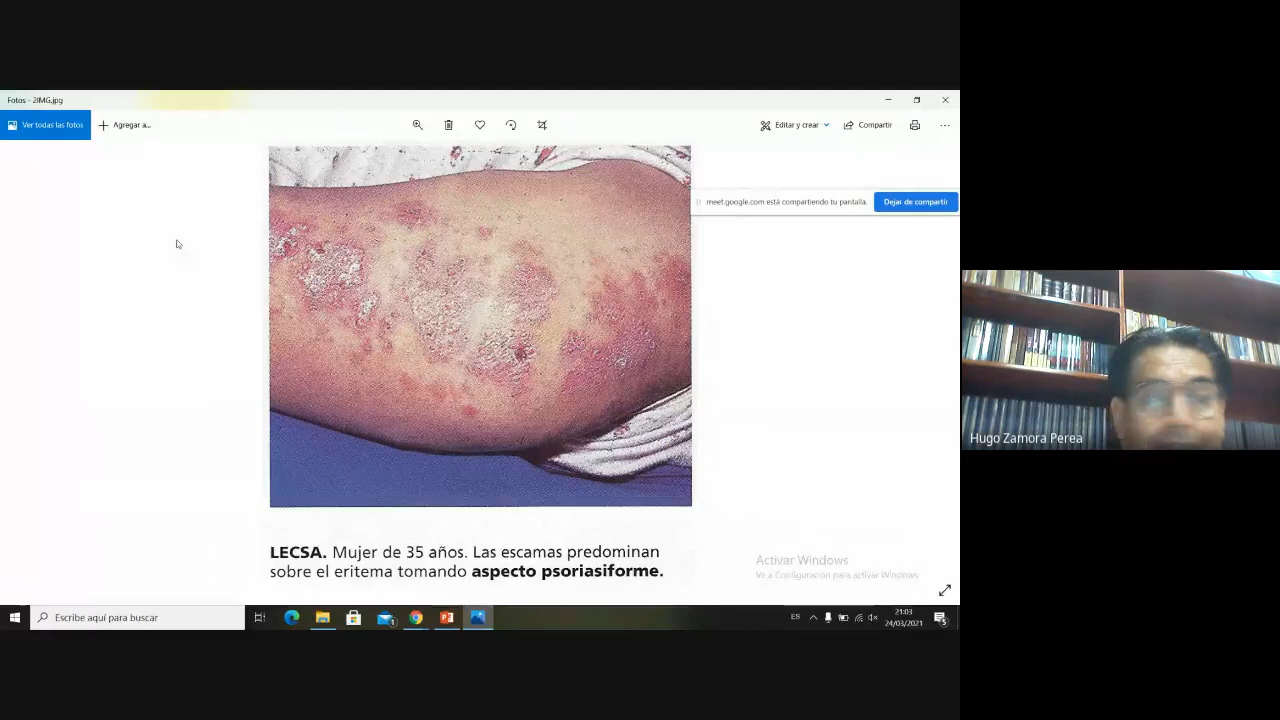 Fotos - 2IMG.jpg
Ver todas las fotos
Agregar a...
Editar y crear
Compartir
meet.google.com está compartiendo tu pantalla.
Dejar de compartir
Hugo Zamora Perea
LECSA. Mujer de 35 años. Las escamas predominan
sobre el eritema tomando aspecto psoriasiforme.
Activar Windows
Ve a Configuración para activar Windows
Escribe aquí para buscar
1
ES
21:03
24/03/2021
5